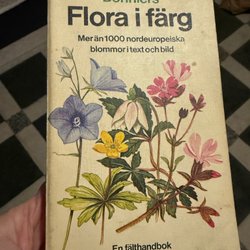 Bonniers
Flora i färg
Mer än 1000 nordeuropeiska
blommor i text och bild
En fälthandbok